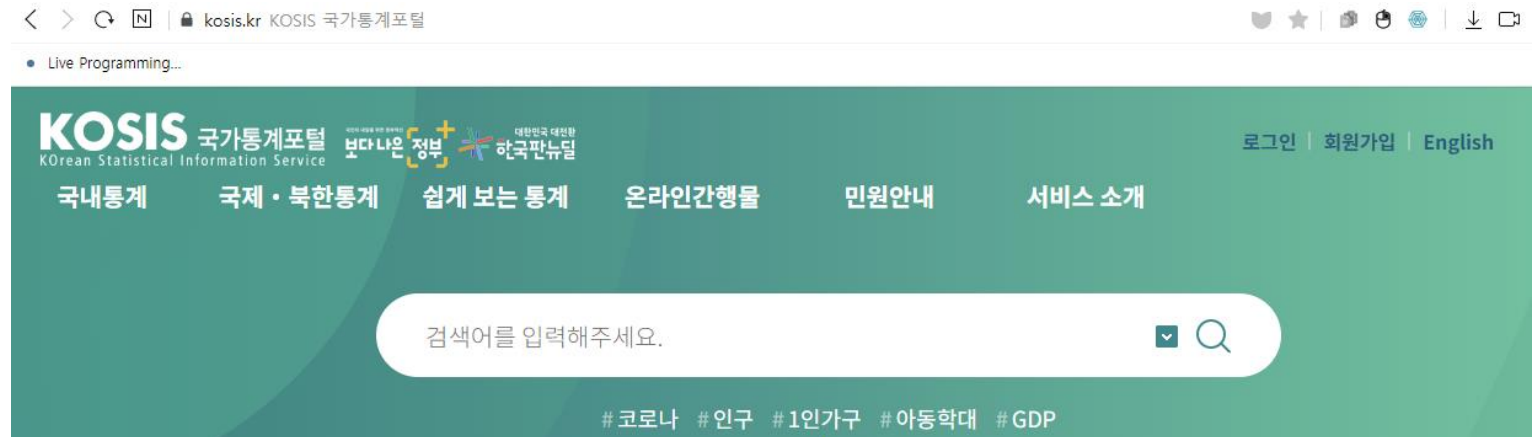 kosis.kr KOSIS 국가통계포털
Live Programming...
KOSIS 국가통계포털
KOrean Statistical Information Service
보다 나은 정부
대한민국 대전환
한국판뉴딜
로그인 회원가입 English
국내통계 국제・북한통계 쉽게 보는 통계 온라인간행물 민원안내 서비스 소개
검색어를 입력해주세요.
#코로나 #인구 #1인가구 #아동학대 #GDP